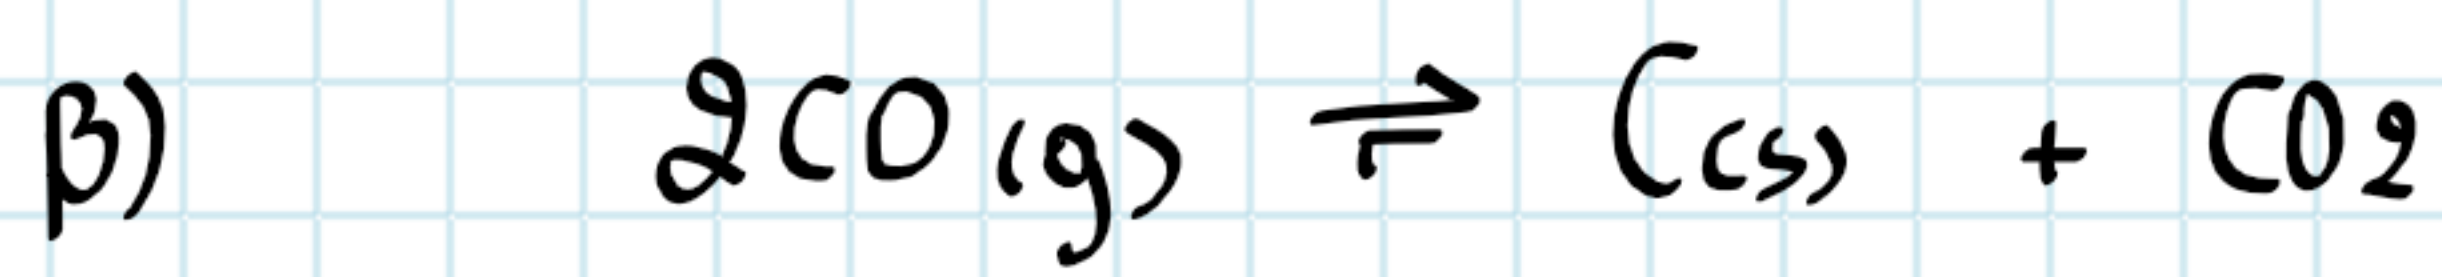 β) 2CO(g) ⇌ C(s) + CO2